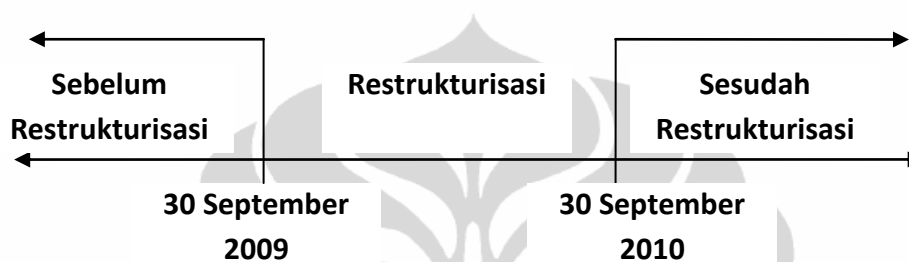 Sebelum
Restrukturisasi
Restrukturisasi
Sesudah
Restrukturisasi
30 September
2009
30 September
2010